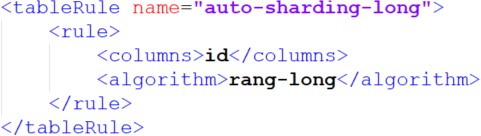 <tableRule name="auto-sharding-long">
<rule>
<columns>id</columns>
<algorithm>rang-long</algorithm>
</rule>
</tableRule>